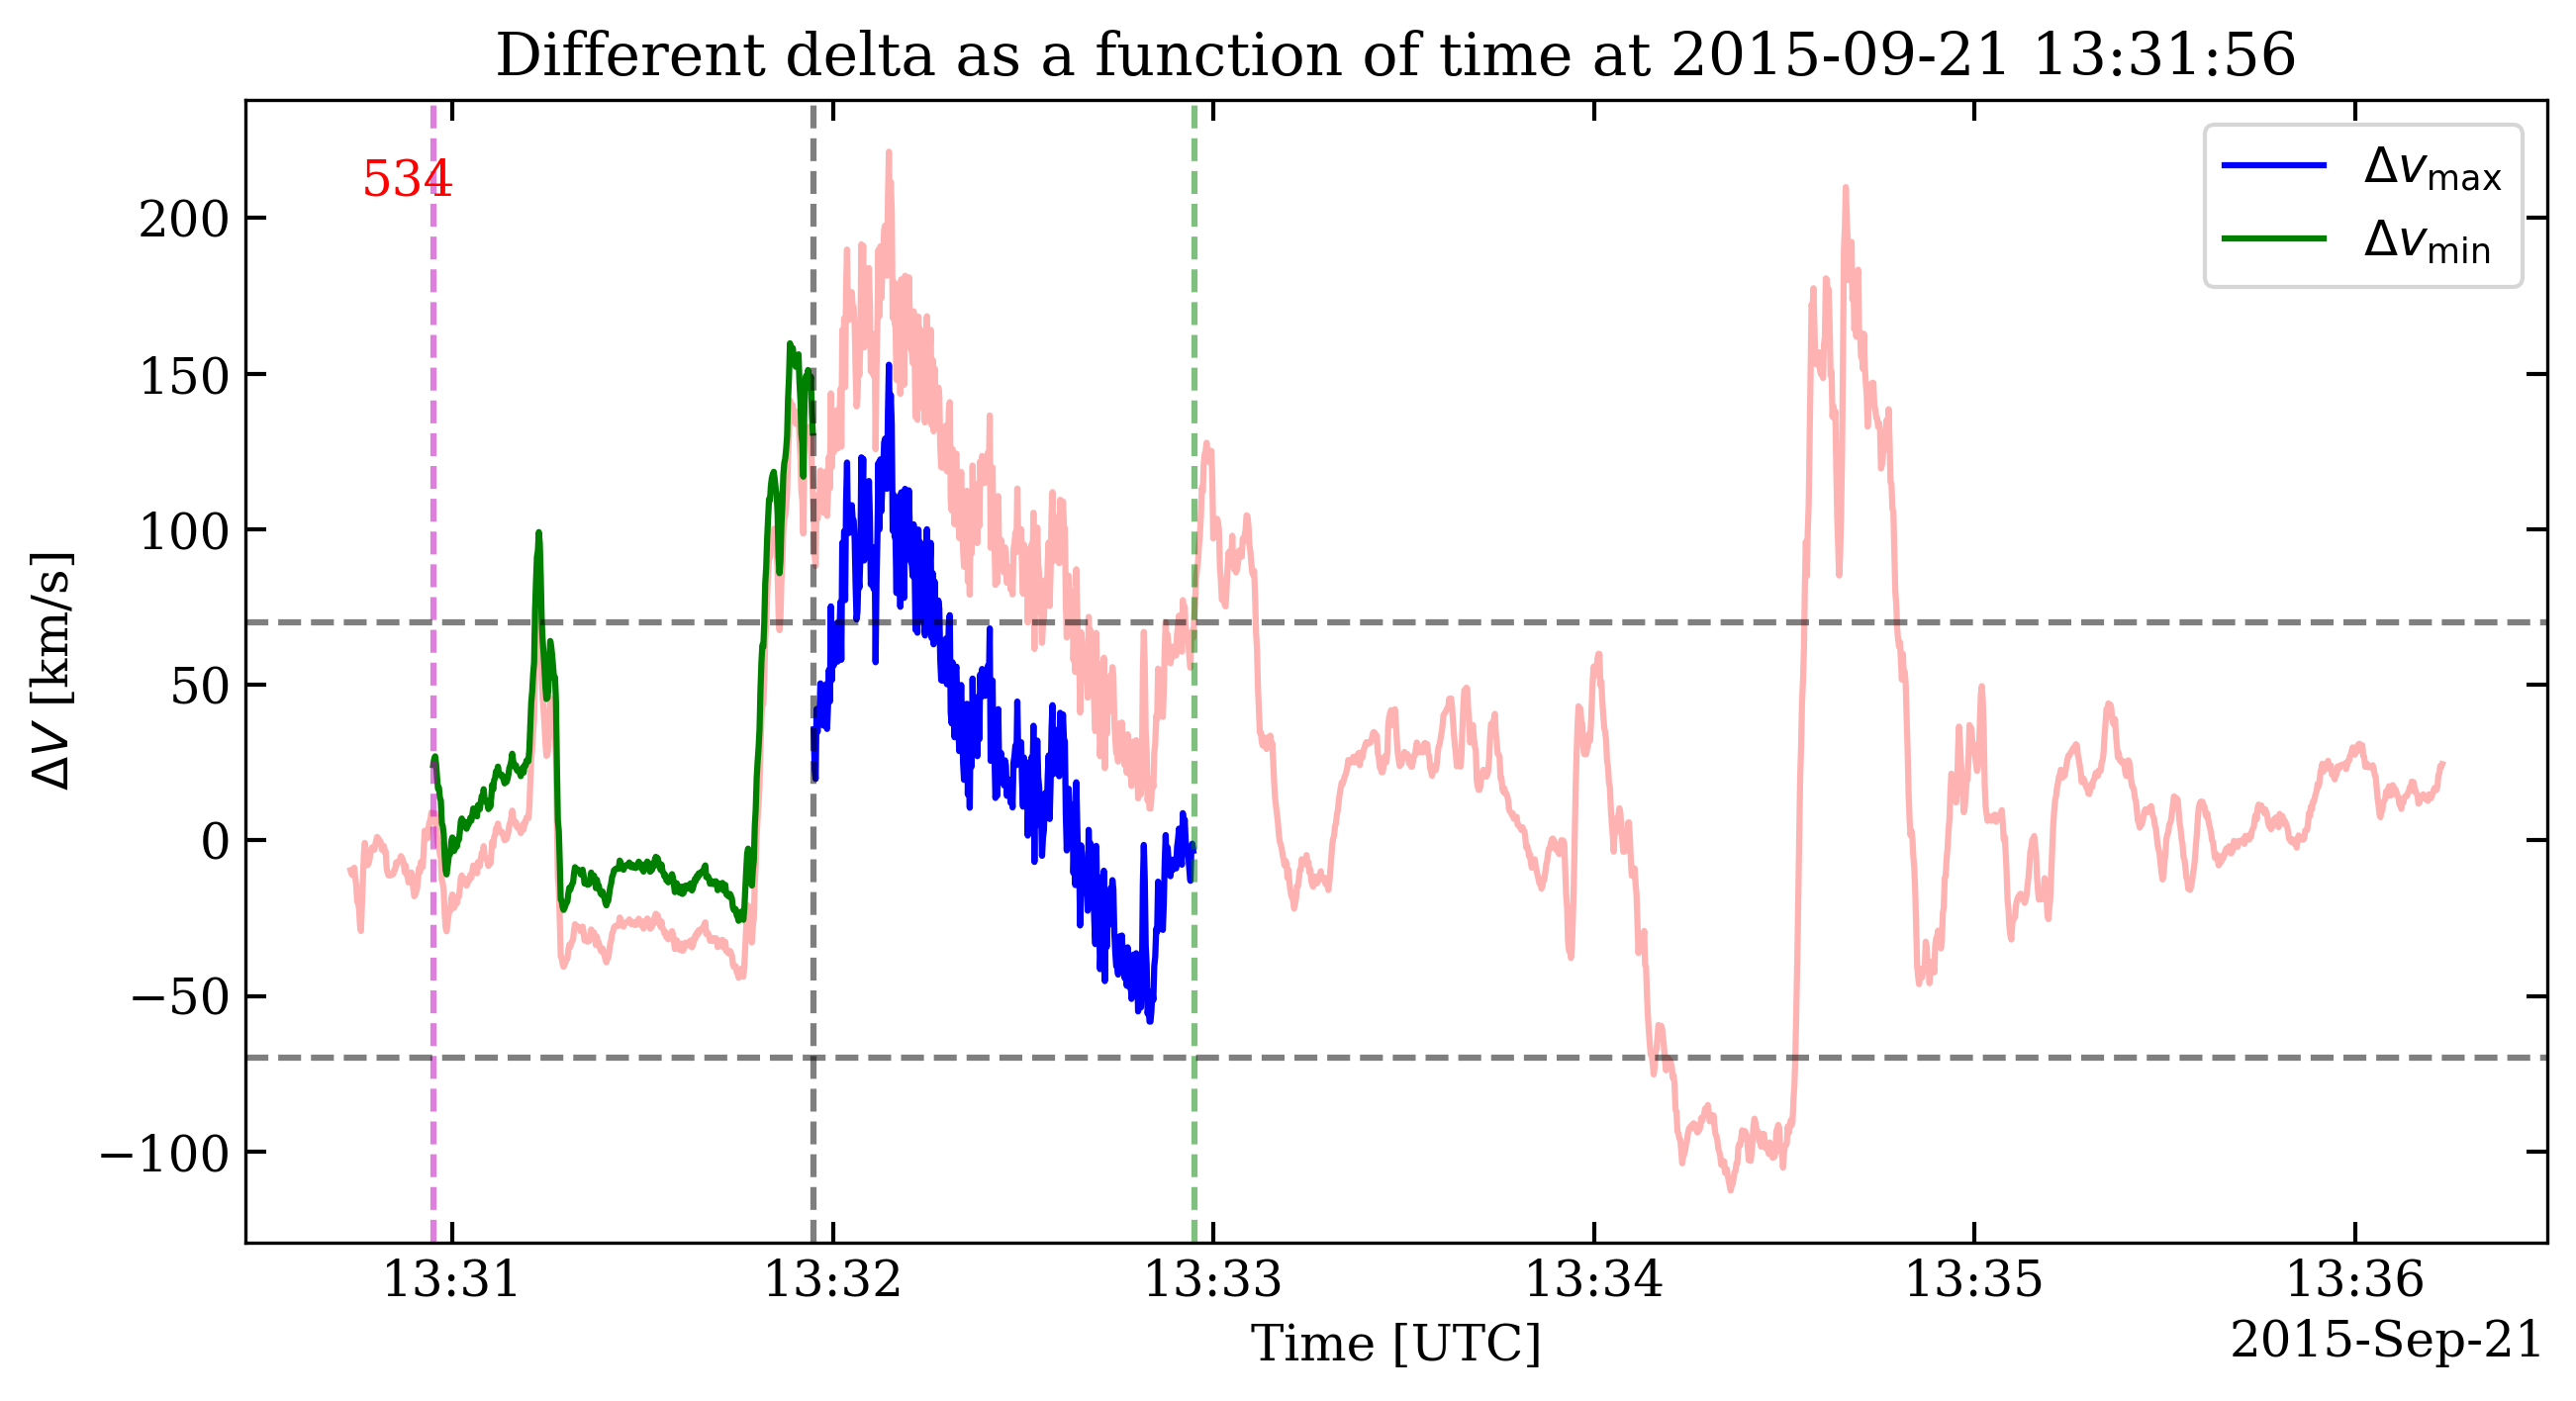 Different delta as a function of time at 2015-09-21 13:31:56
534
Δv_max
Δv_min
200
150
100
50
0
−50
−100
ΔV [km/s]
13:31 13:32 13:33 13:34 13:35 13:36
Time [UTC]
2015-Sep-21